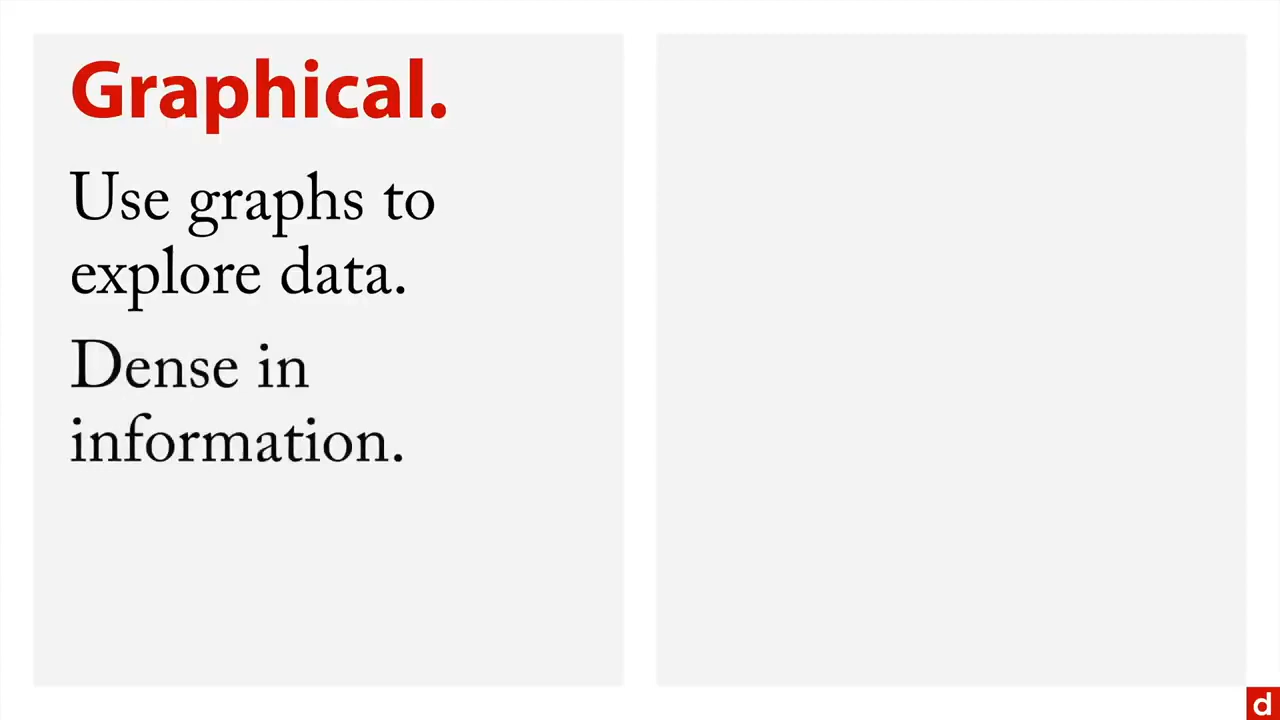 Graphical.
Use graphs to
explore data.
Dense in
information.
d